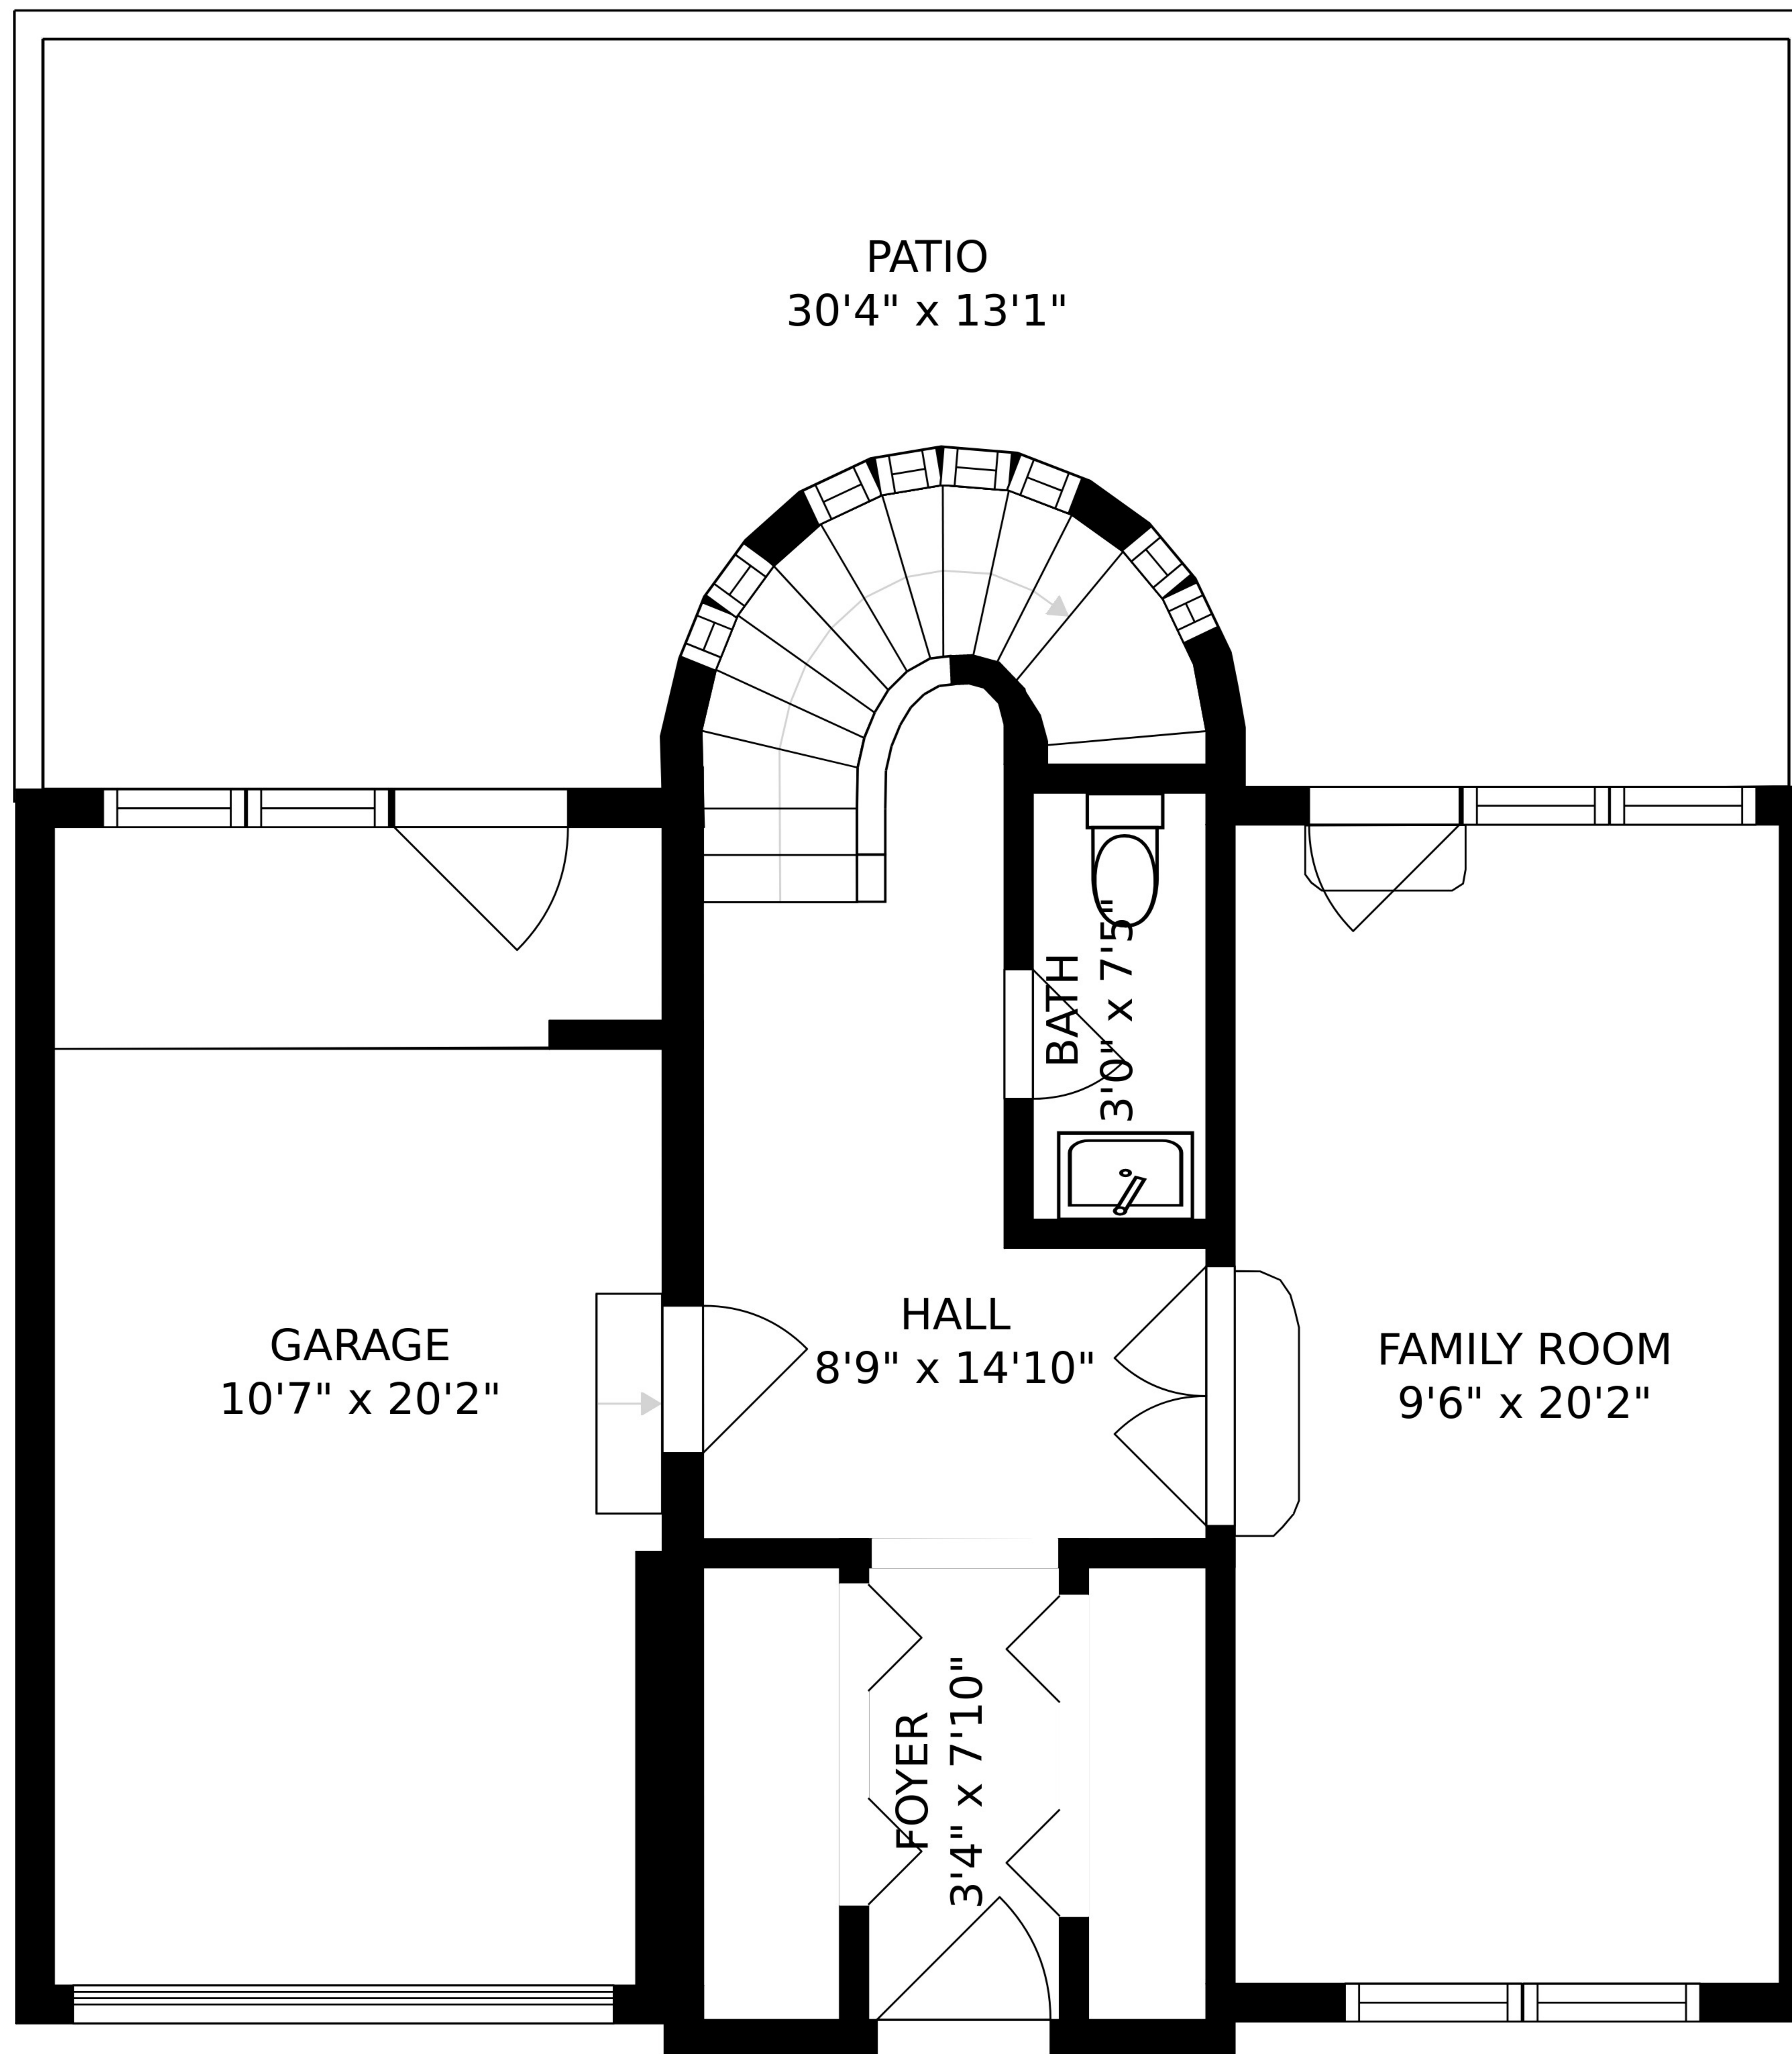 PATIO
30'4" x 13'1"
BATH
3'0" x 7'5"
HALL
8'9" x 14'10"
GARAGE
10'7" x 20'2"
FAMILY ROOM
9'6" x 20'2"
FOYER
3'4" x 7'10"